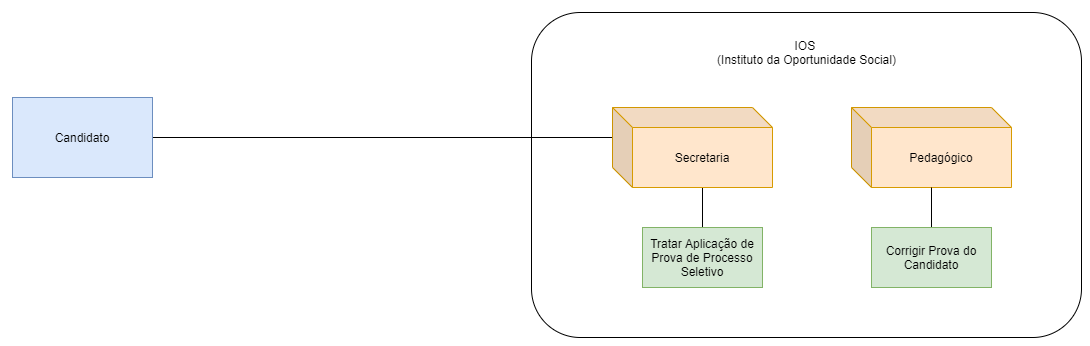 IOS
(Instituto da Oportunidade Social)
Candidato
Secretaria
Pedagógico
Tratar Aplicação de
Prova de Processo
Seletivo
Corrigir Prova do
Candidato